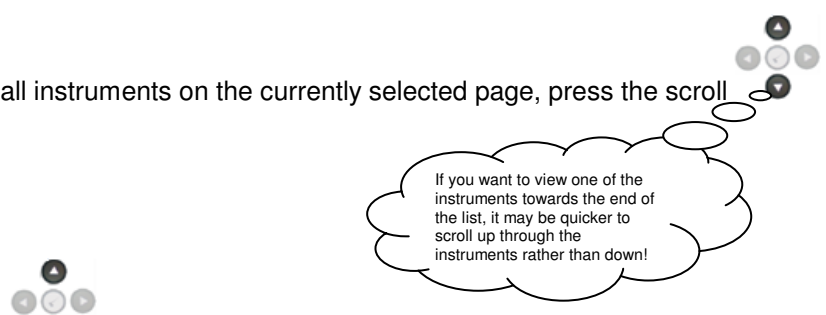 all instruments on the currently selected page, press the scroll
If you want to view one of the
instruments towards the end of
the list, it may be quicker to
scroll up through the
instruments rather than down!